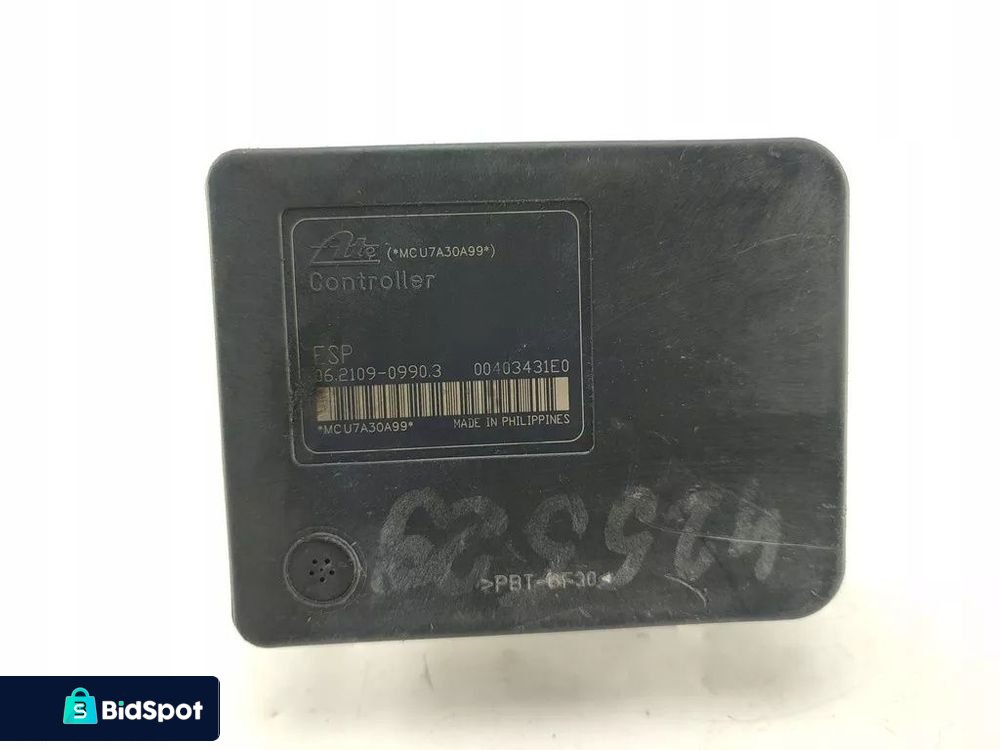 Ate (*MCU7A30A99*)
Controller
ESP
06.2109-0990.3 00403431E0
*MCU7A30A99* MADE IN PHILIPPINES
>PBT-GF30<
BidSpot